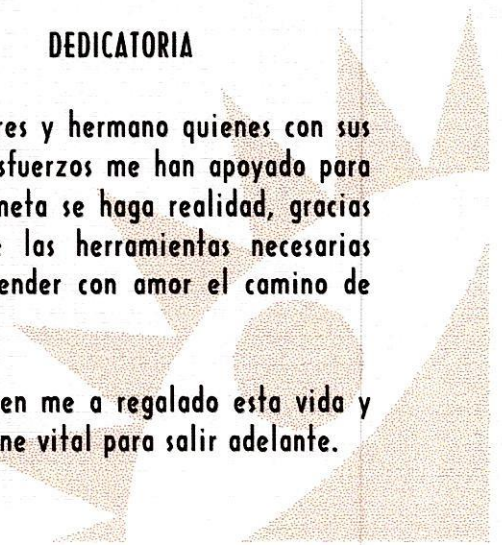 DEDICATORIA
res y hermano quienes con sus
sfuerzos me han apoyado para
neta se haga realidad, gracias
e las herramientas necesarias
ender con amor el camino de
en me a regalado esta vida y
ne vital para salir adelante.